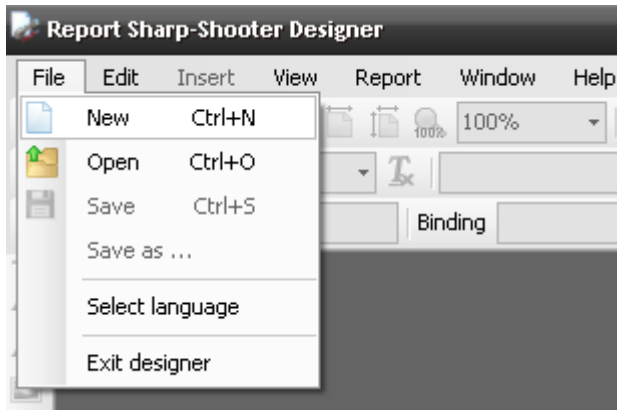 Report Sharp-Shooter Designer
File Edit Insert View Report Window Help
New Ctrl+N
100% 100%
Open Ctrl+O
Save Ctrl+S
Binding
Save as ...
Select language
Exit designer